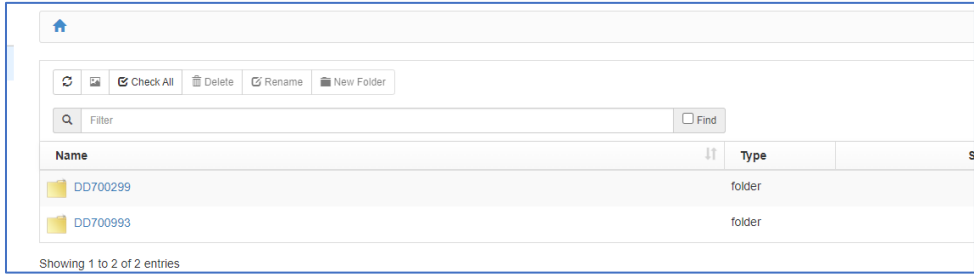 Check All Delete Rename New Folder
Filter Find
Name Type S
DD700299 folder
DD700993 folder
Showing 1 to 2 of 2 entries